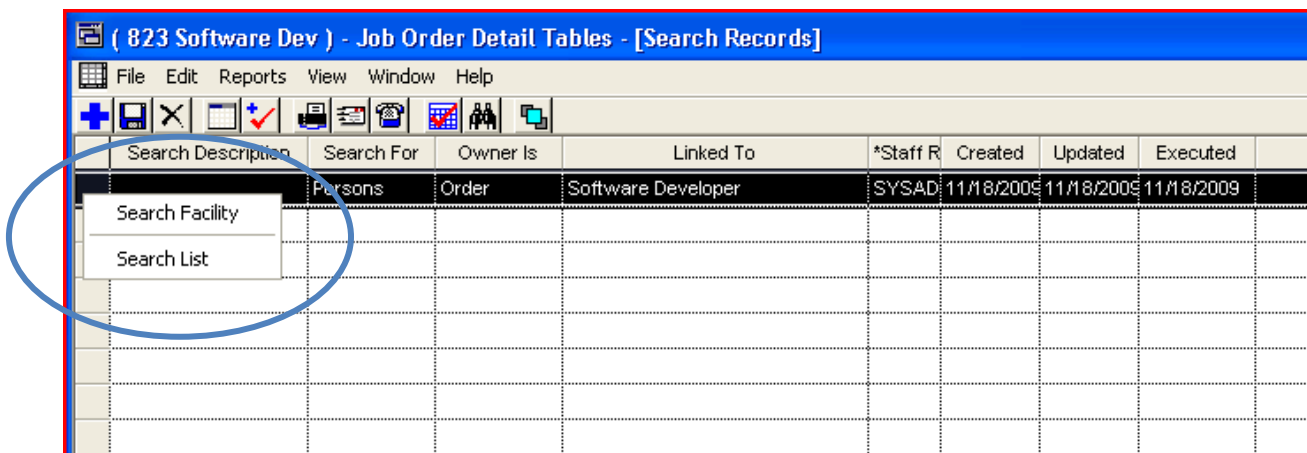 ( 823 Software Dev ) - Job Order Detail Tables - [Search Records]
File Edit Reports View Window Help
Search Description Search For Owner Is Linked To *Staff R Created Updated Executed
Persons Order Software Developer SYSAD 11/18/2009 11/18/2009 11/18/2009
Search Facility
Search List